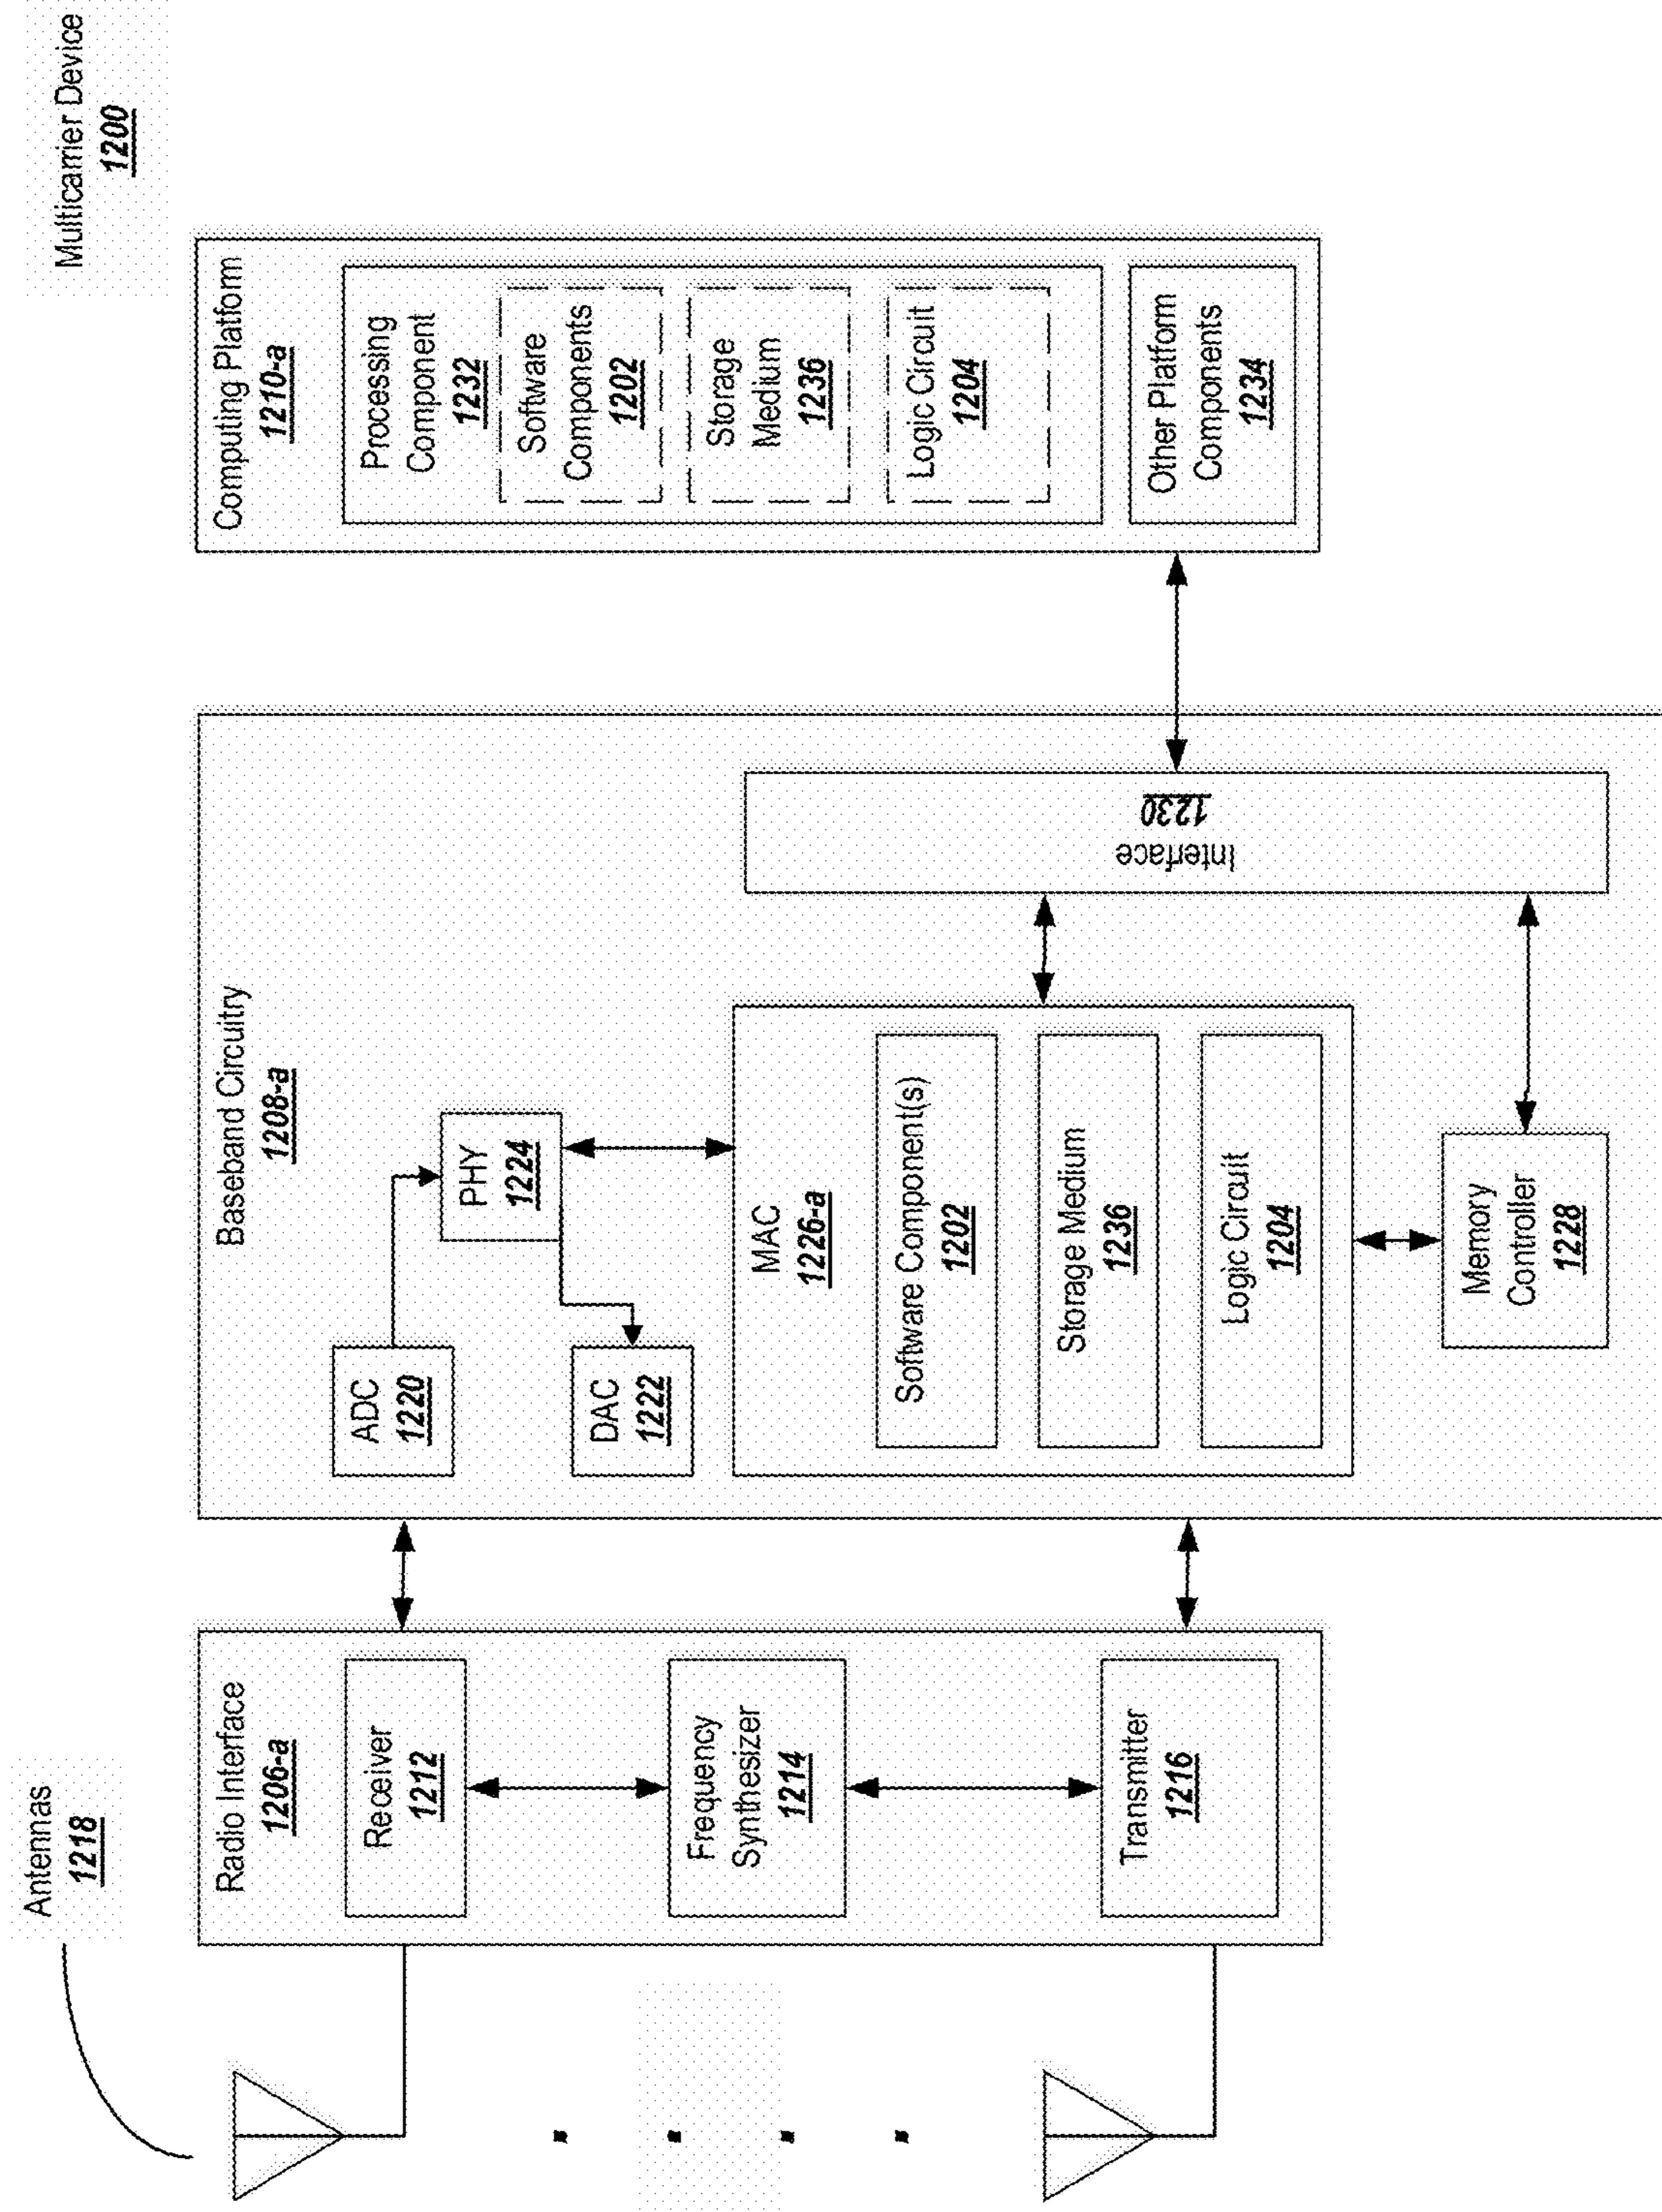 Multicarrier Device
1200
Antennas
1218
Radio Interface
1206-a
Receiver
1212
Frequency
Synthesizer
1214
Transmitter
1216
Baseband Circuitry
1208-a
ADC
1220
PHY
1224
DAC
1222
MAC
1226-a
Software Component(s)
1202
Storage Medium
1236
Logic Circuit
1204
Memory
Controller
1228
Interface
1230
Computing Platform
1210-a
Processing
Component
1232
Software
Components
1202
Storage
Medium
1236
Logic Circuit
1204
Other Platform
Components
1234